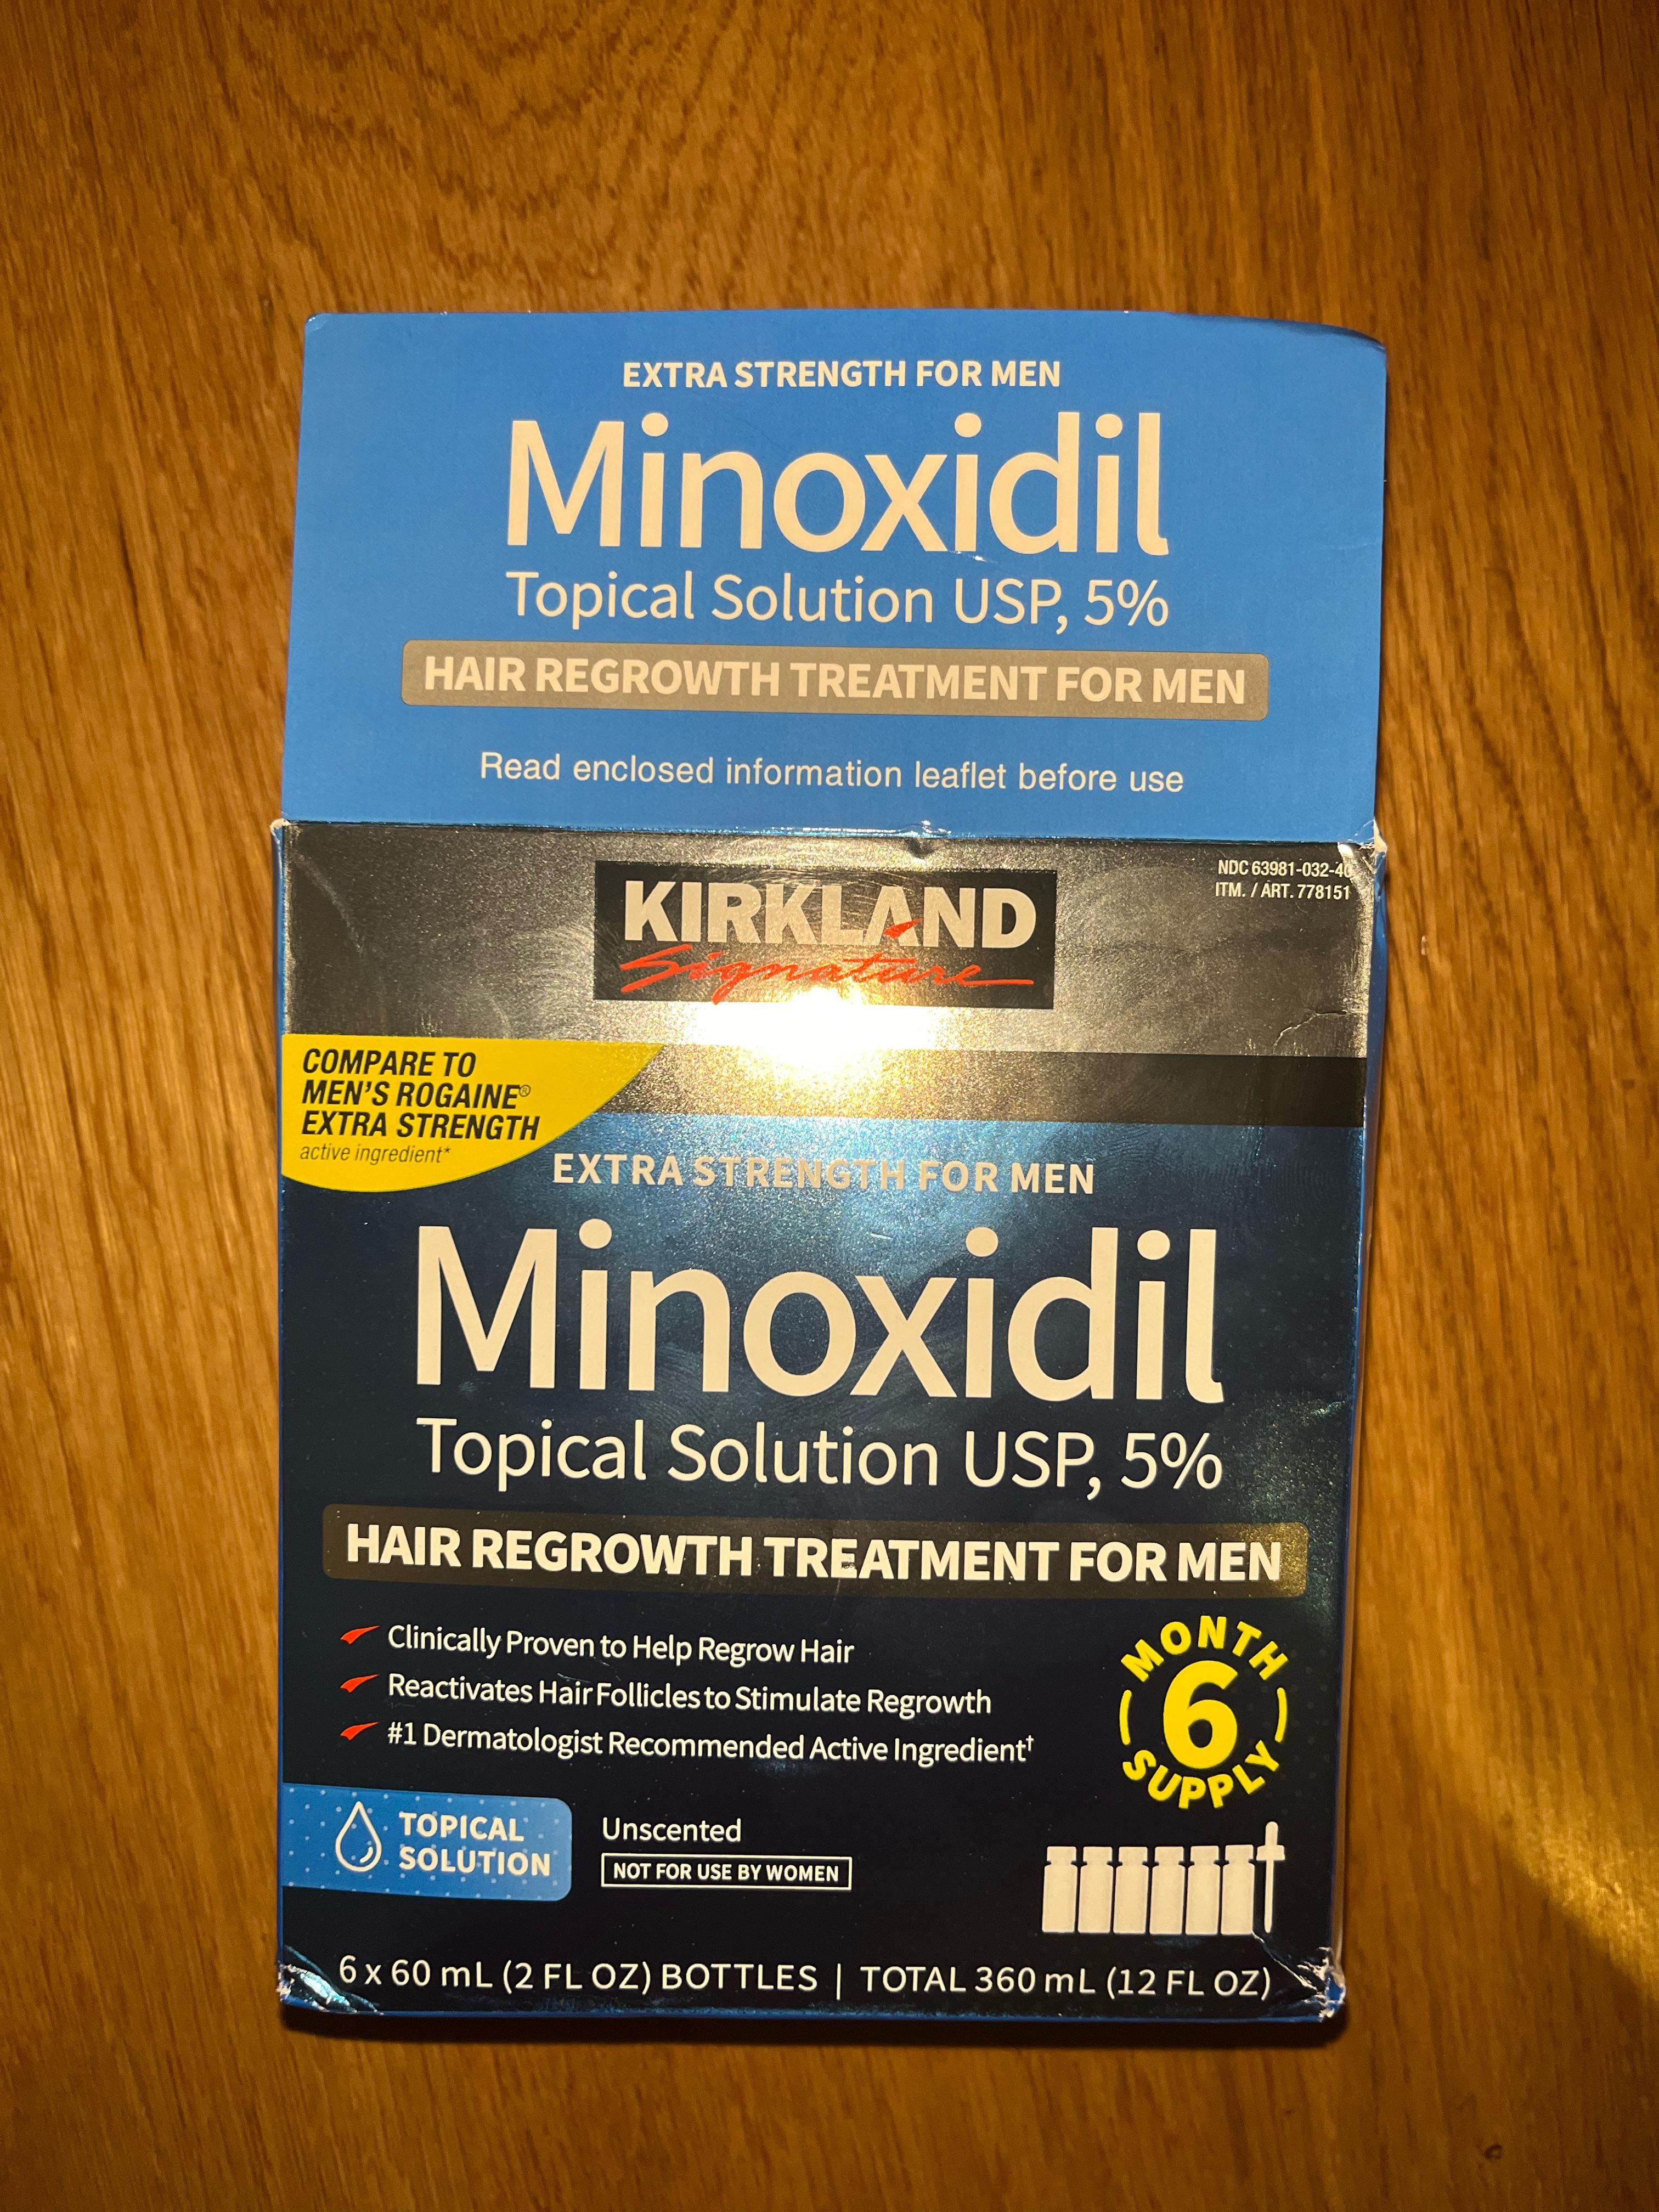 EXTRA STRENGTH FOR MEN
Minoxidil
Topical Solution USP, 5%
HAIR REGROWTH TREATMENT FOR MEN
Read enclosed information leaflet before use
NDC 63981-032-40
ITM. / ART. 778151
KIRKLAND
Signature
COMPARE TO
MEN'S ROGAINE®
EXTRA STRENGTH
active ingredient*
EXTRA STRENGTH FOR MEN
Minoxidil
Topical Solution USP, 5%
HAIR REGROWTH TREATMENT FOR MEN
Clinically Proven to Help Regrow Hair
Reactivates Hair Follicles to Stimulate Regrowth
#1 Dermatologist Recommended Active Ingredient†
MONTH
6
SUPPLY
TOPICAL
SOLUTION
Unscented
NOT FOR USE BY WOMEN
6 x 60 mL (2 FL OZ) BOTTLES | TOTAL 360 mL (12 FL OZ)